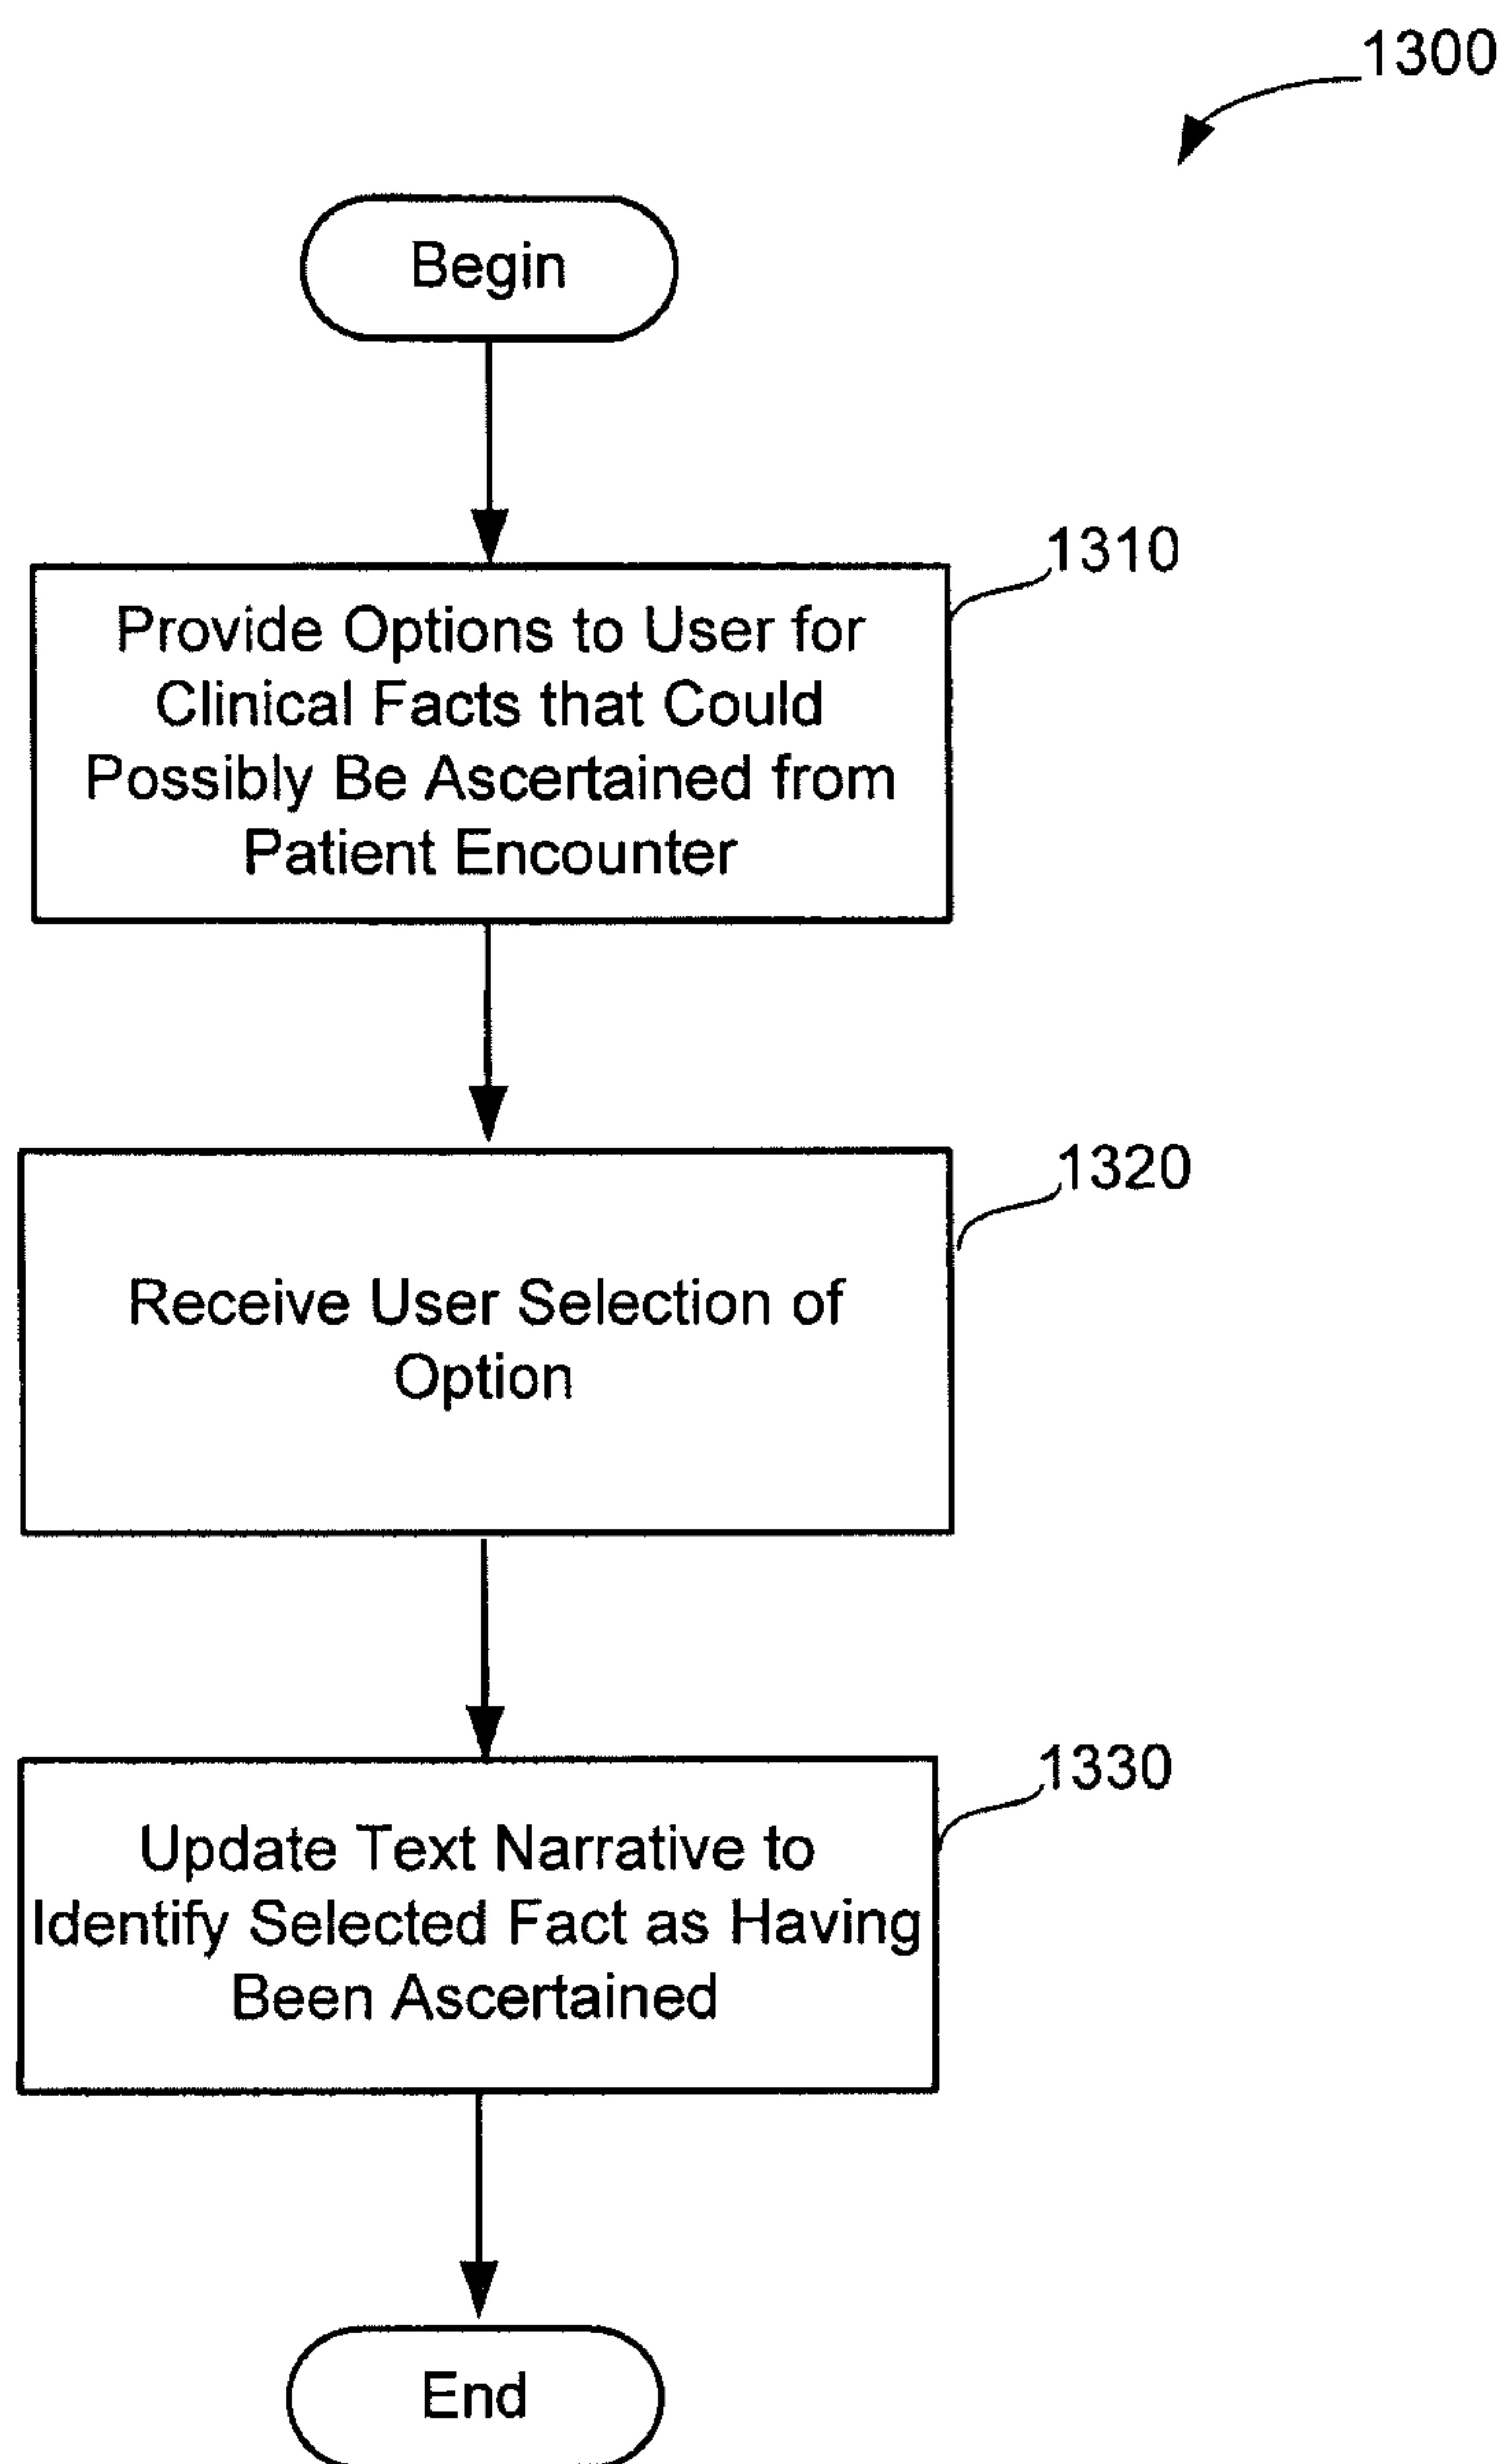 1300
Begin
1310
Provide Options to User for
Clinical Facts that Could
Possibly Be Ascertained from
Patient Encounter
1320
Receive User Selection of
Option
1330
Update Text Narrative to
Identify Selected Fact as Having
Been Ascertained
End